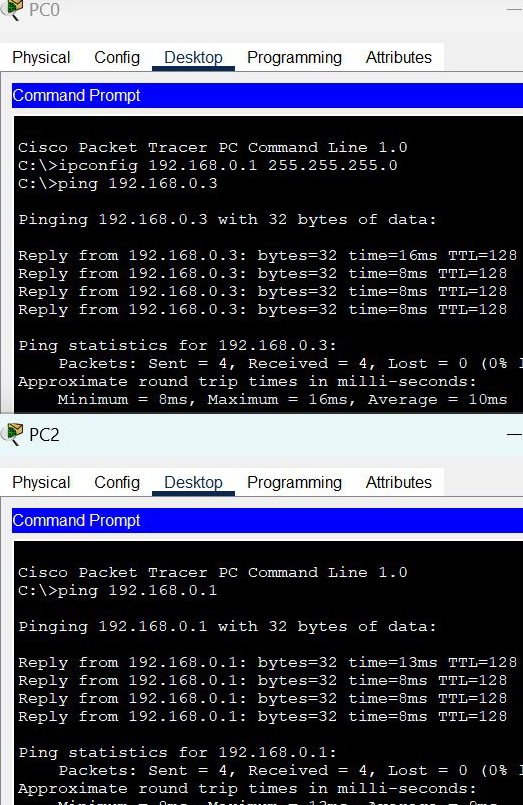 PC0
Physical Config Desktop Programming Attributes
Command Prompt
Cisco Packet Tracer PC Command Line 1.0
C:\>ipconfig 192.168.0.1 255.255.255.0
C:\>ping 192.168.0.3
Pinging 192.168.0.3 with 32 bytes of data:
Reply from 192.168.0.3: bytes=32 time=16ms TTL=128
Reply from 192.168.0.3: bytes=32 time=8ms TTL=128
Reply from 192.168.0.3: bytes=32 time=8ms TTL=128
Reply from 192.168.0.3: bytes=32 time=8ms TTL=128
Ping statistics for 192.168.0.3:
Packets: Sent = 4, Received = 4, Lost = 0 (0%
Approximate round trip times in milli-seconds:
Minimum = 8ms, Maximum = 16ms, Average = 10ms
PC2
Physical Config Desktop Programming Attributes
Command Prompt
Cisco Packet Tracer PC Command Line 1.0
C:\>ping 192.168.0.1
Pinging 192.168.0.1 with 32 bytes of data:
Reply from 192.168.0.1: bytes=32 time=13ms TTL=128
Reply from 192.168.0.1: bytes=32 time=8ms TTL=128
Reply from 192.168.0.1: bytes=32 time=8ms TTL=128
Reply from 192.168.0.1: bytes=32 time=8ms TTL=128
Ping statistics for 192.168.0.1:
Packets: Sent = 4, Received = 4, Lost = 0 (0%
Approximate round trip times in milli-seconds: